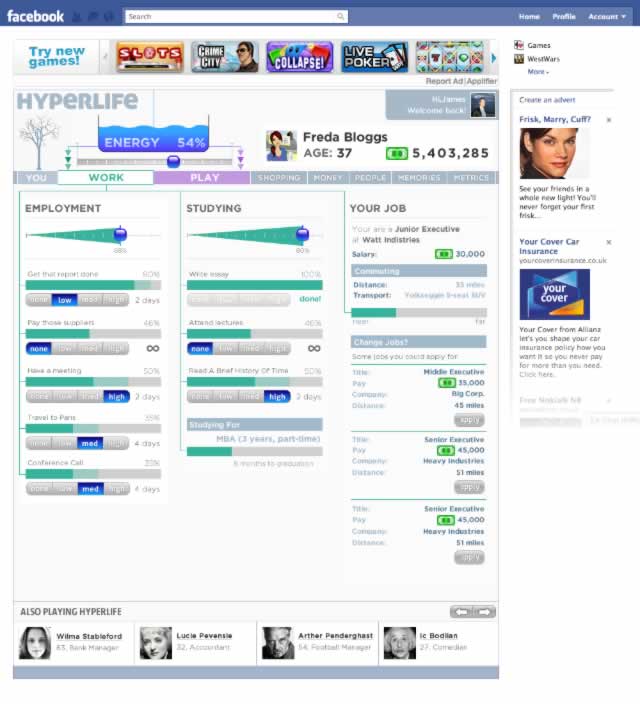 facebook
Search
Home Profile Account
Try new games!
SLOTS
CRIME CITY
COLLAPSE!
LIVE POKER
Report Ad | Applifier
Games
WestWars
More
HYPERLIFE
Hi, James
Welcome back!
ENERGY 54%
Freda Bloggs
AGE: 37
5,403,285
YOU WORK PLAY SHOPPING MONEY PEOPLE MEMORIES METRICS
EMPLOYMENT
68%
Get that report done 80%
none low med high 2 days
Pay those suppliers 46%
none low med high ∞
Have a meeting 50%
none low med high 2 days
Travel to Paris 35%
none low med high 4 days
Conference Call 35%
none low med high 4 days
STUDYING
80%
Write essay 100%
none low med high done!
Attend lectures 46%
none low med high ∞
Read A Brief History Of Time 50%
none low med high 2 days
Studying For
MBA (3 years, part-time)
6 months to graduation
YOUR JOB
You are a Junior Executive
at Watt Indistries
Salary: 30,000
Commuting
Distance: 35 miles
Transport: Volkseggie 5-seat SUV
near far
Change Jobs?
Some jobs you could apply for:
Title: Middle Executive
Pay 35,000
Company: Big Corp.
Distance: 45 miles
apply
Title: Senior Executive
Pay 45,000
Company: Heavy Industries
Distance: 51 miles
apply
Title: Senior Executive
Pay 45,000
Company: Heavy Industries
Distance: 51 miles
apply
Create an advert
Frisk, Marry, Cuff?
See your friends in a
whole new light! You'll
never forget your first
frisk...
Your Cover Car
Insurance
yourcoverinsurance.co.uk
your cover
Your Cover from Allianz
let's you shape your car
insurance policy how you
want it so you never pay
for more than you need.
Click here.
Free Nokia N8
ALSO PLAYING HYPERLIFE
Wilma Stableford
63, Bank Manager
Lucie Pevensie
32, Accountant
Arther Penderghast
54, Football Manager
Ic Bodilan
27, Comedian